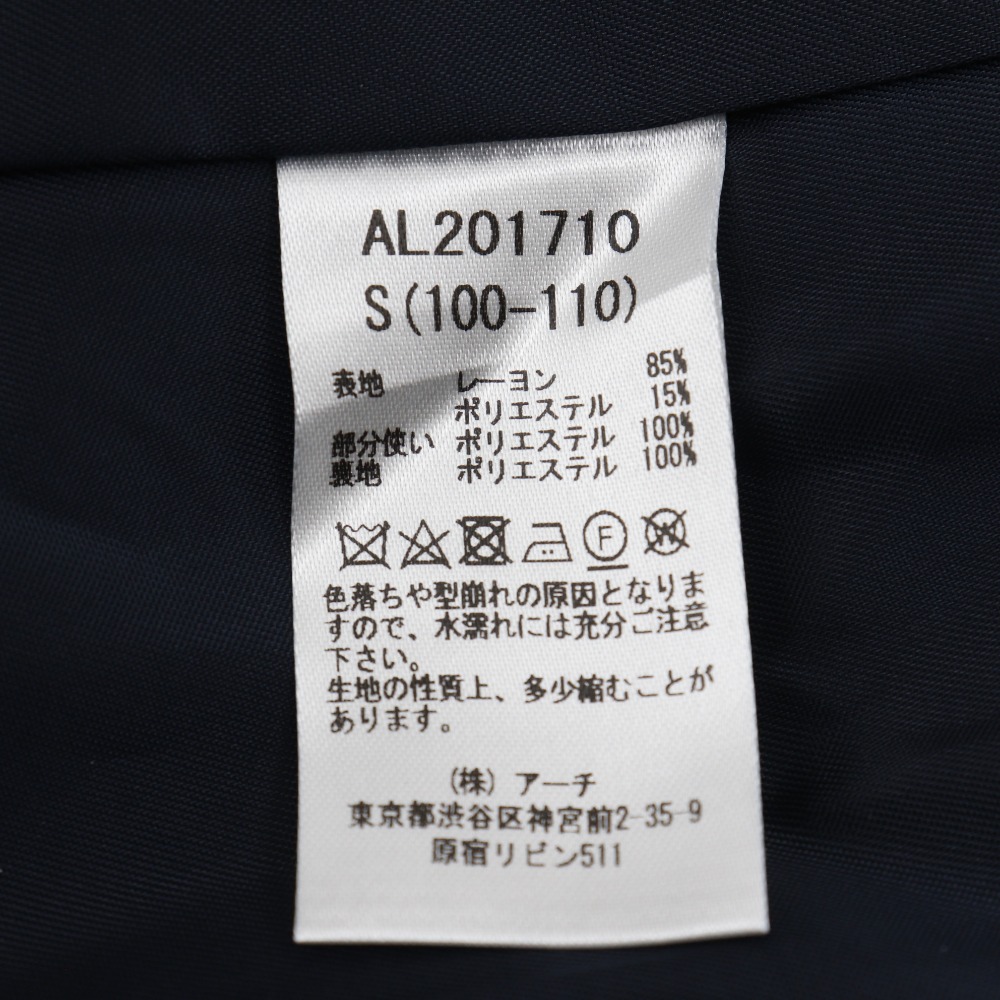 AL201710
S(100-110)
表地 レーヨン 85%
ポリエステル 15%
部分使い ポリエステル 100%
裏地 ポリエステル 100%
F W
色落ちや型崩れの原因となりま
すので、水濡れには充分ご注意
下さい。
生地の性質上、多少縮むことが
あります。
(株) アーチ
東京都渋谷区神宮前2-35-9
原宿リビン511